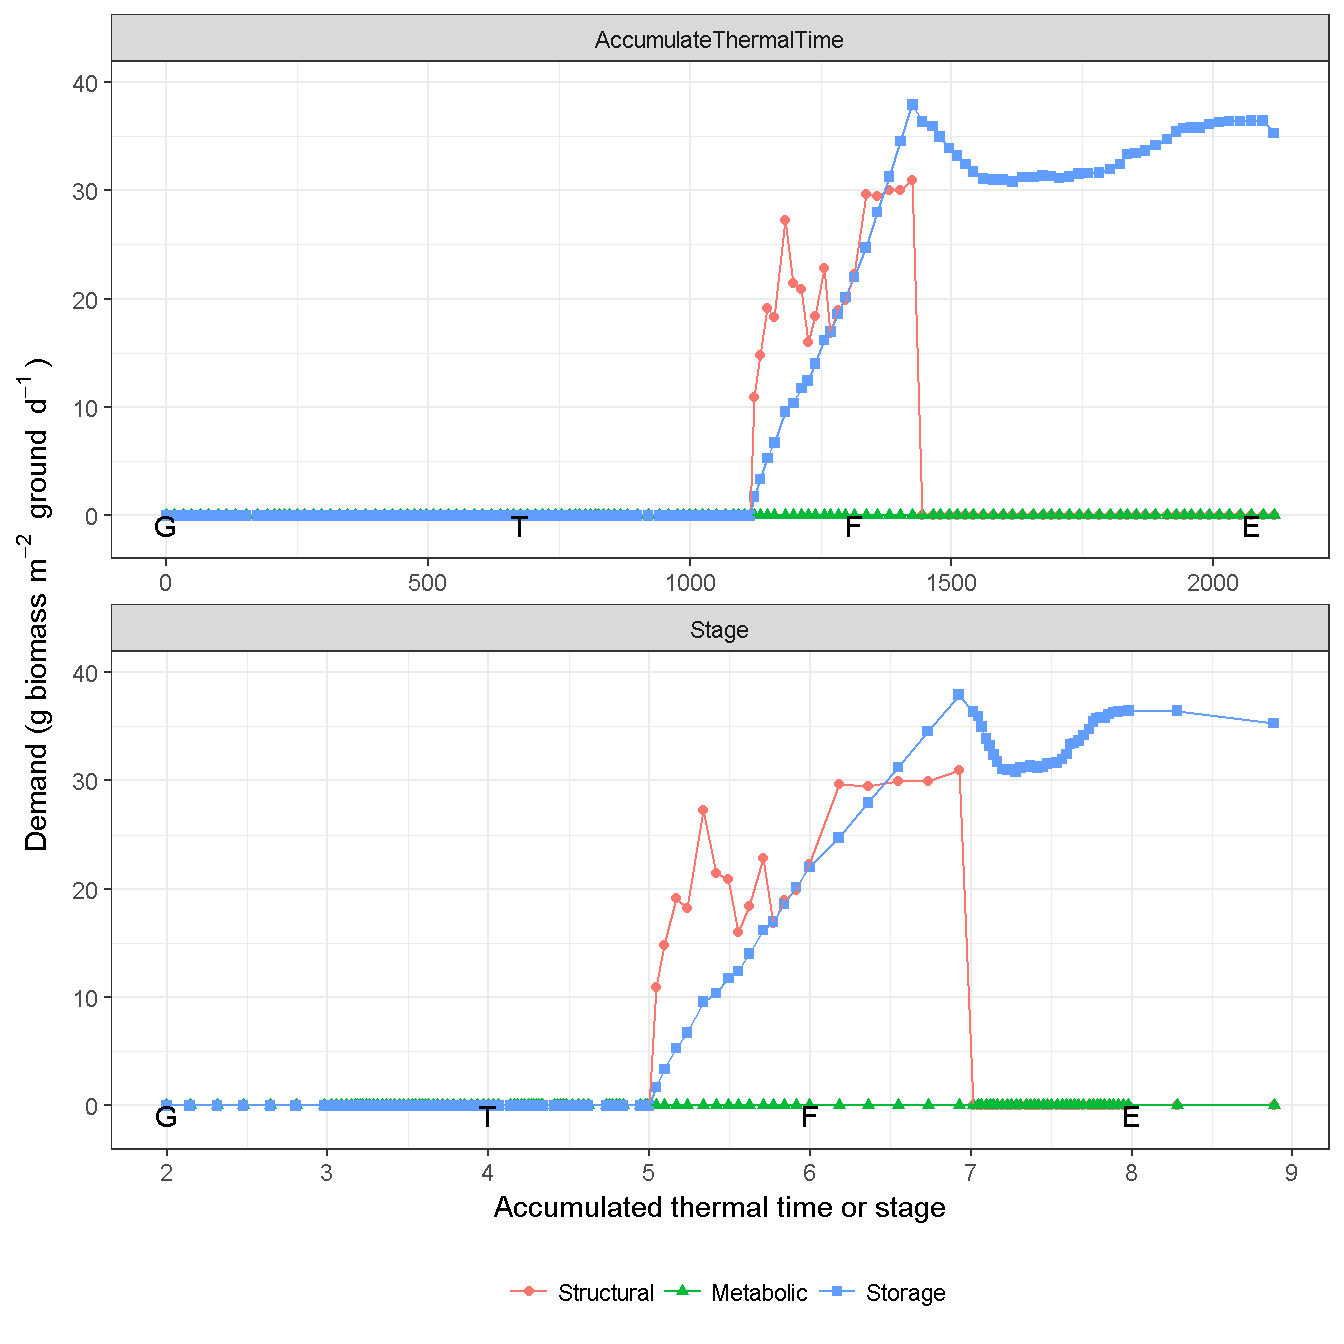 AccumulateThermalTime
40
30
20
10
0
G T F E
0 500 1000 1500 2000
Stage
40
30
20
10
0
G T F E
2 3 4 5 6 7 8 9
Demand (g biomass m⁻² ground d⁻¹)
Accumulated thermal time or stage
Structural Metabolic Storage